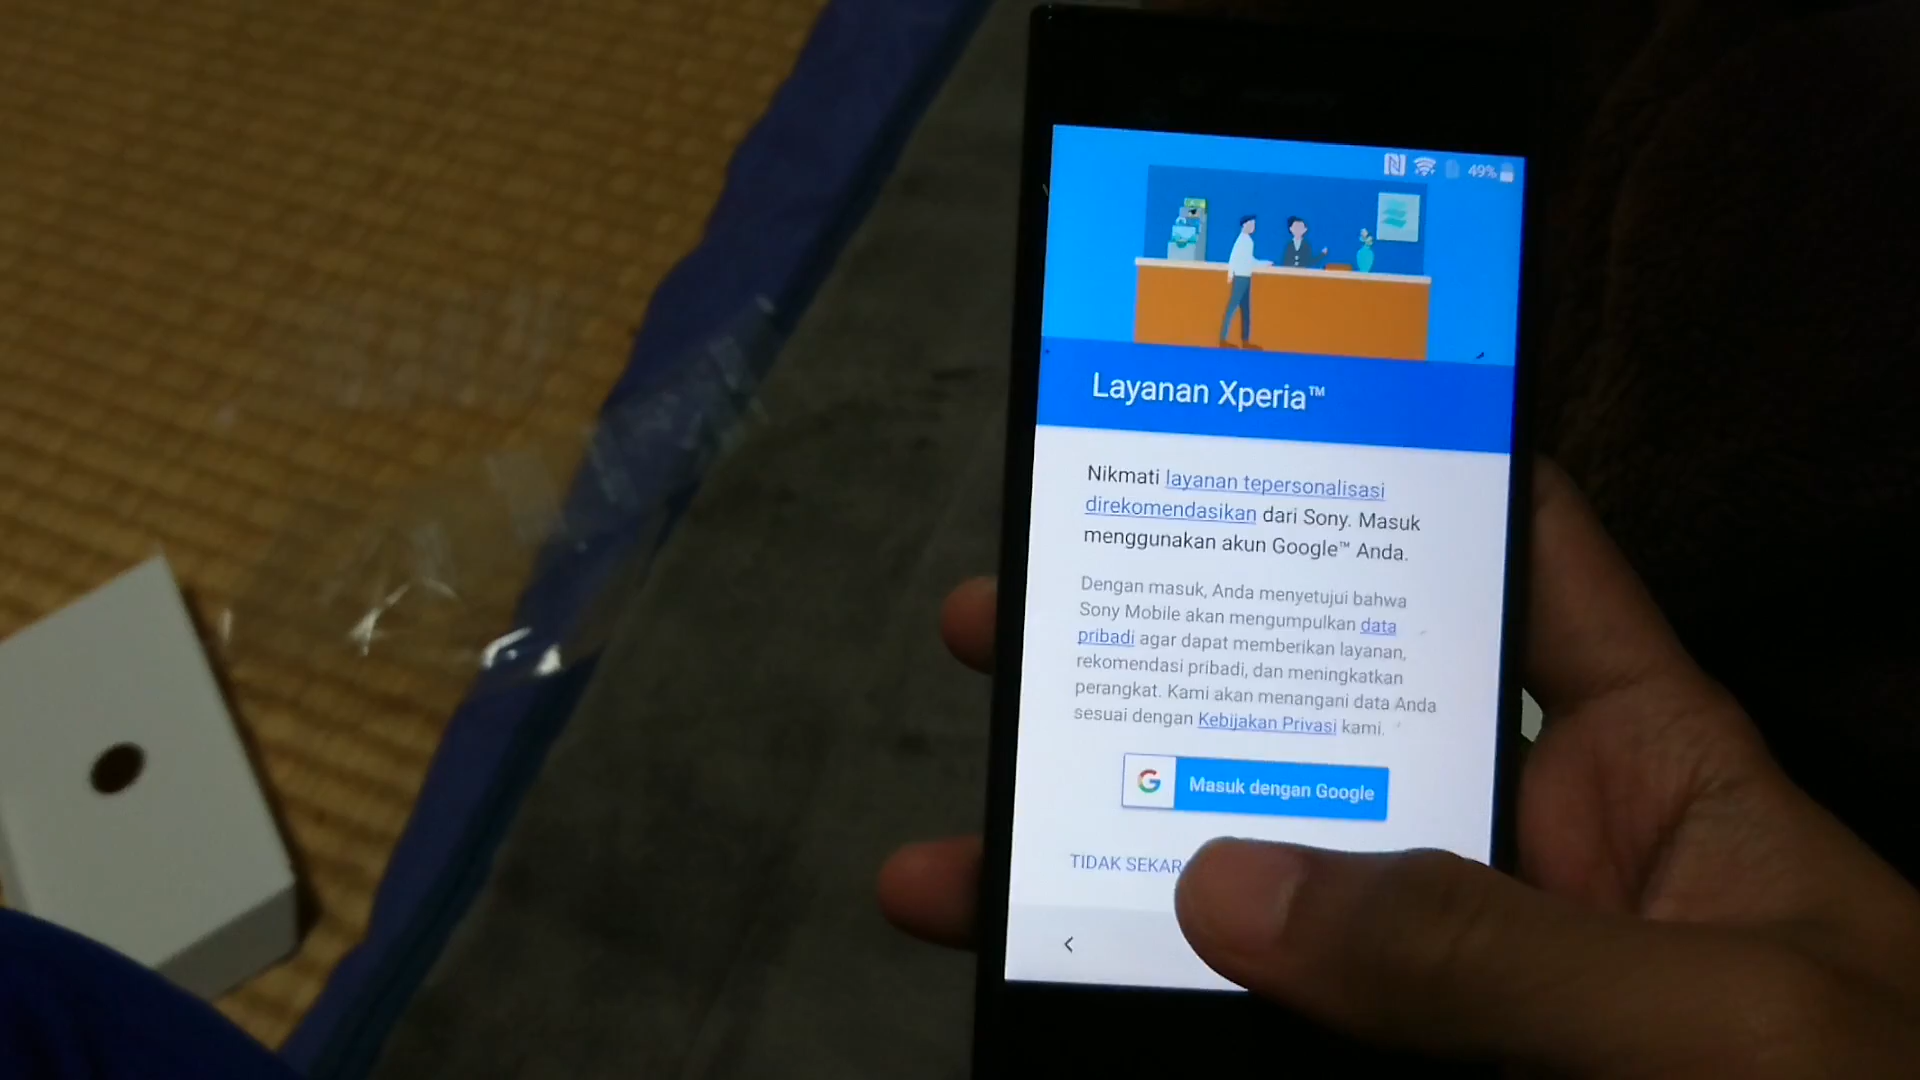 49%
Layanan Xperia™
Nikmati layanan tepersonalisasi
direkomendasikan dari Sony. Masuk
menggunakan akun Google™ Anda.
Dengan masuk, Anda menyetujui bahwa
Sony Mobile akan mengumpulkan data
pribadi agar dapat memberikan layanan,
rekomendasi pribadi, dan meningkatkan
perangkat. Kami akan menangani data Anda
sesuai dengan Kebijakan Privasi kami.
G Masuk dengan Google
TIDAK